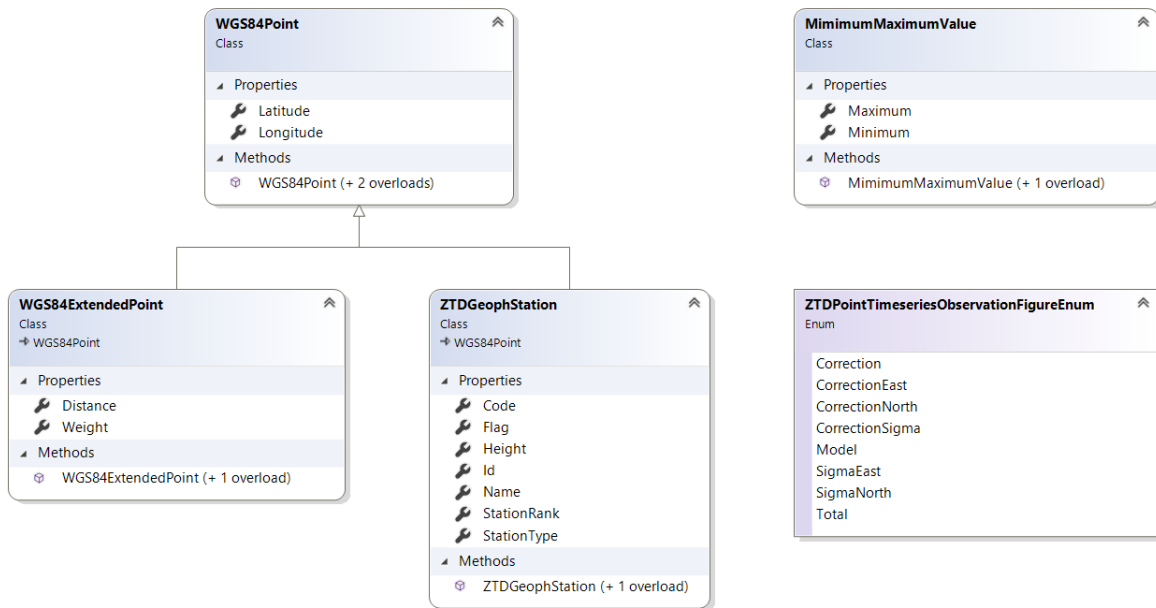 WGS84Point
Class
Properties
Latitude
Longitude
Methods
WGS84Point (+ 2 overloads)
MimimumMaximumValue
Class
Properties
Maximum
Minimum
Methods
MimimumMaximumValue (+ 1 overload)
WGS84ExtendedPoint
Class
WGS84Point
Properties
Distance
Weight
Methods
WGS84ExtendedPoint (+ 1 overload)
ZTDGeophStation
Class
WGS84Point
Properties
Code
Flag
Height
Id
Name
StationRank
StationType
Methods
ZTDGeophStation (+ 1 overload)
ZTDPointTimeseriesObservationFigureEnum
Enum
Correction
CorrectionEast
CorrectionNorth
CorrectionSigma
Model
SigmaEast
SigmaNorth
Total